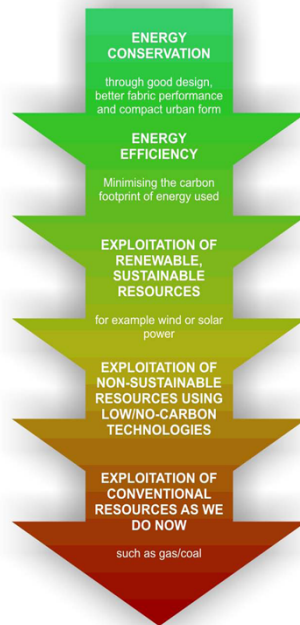 ENERGY
CONSERVATION
through good design,
better fabric performance
and compact urban form
ENERGY
EFFICIENCY
Minimising the carbon
footprint of energy used
EXPLOITATION OF
RENEWABLE,
SUSTAINABLE
RESOURCES
for example wind or solar
power
EXPLOITATION OF
NON-SUSTAINABLE
RESOURCES USING
LOW/NO-CARBON
TECHNOLOGIES
EXPLOITATION OF
CONVENTIONAL
RESOURCES AS WE
DO NOW
such as gas/coal